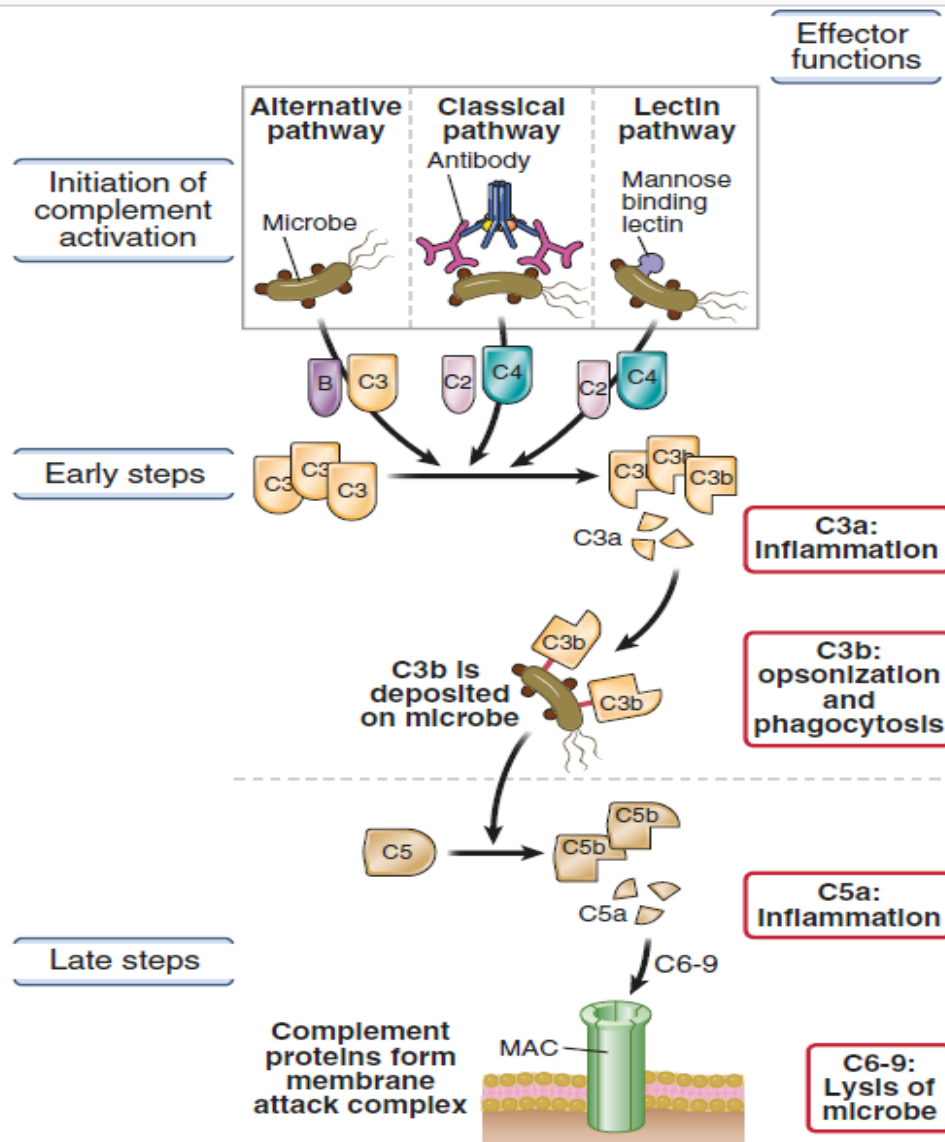 Effector
functions
Alternative
pathway
Classical
pathway
Lectin
pathway
Initiation of
complement
activation
Microbe
Antibody
Mannose
binding
lectin
B
C3
C2
C4
C2
C4
Early steps
C3
C3
C3
C3b
C3b
C3b
C3a
C3a:
Inflammation
C3b is
deposited
on microbe
C3b
C3b
C3b:
opsonization
and
phagocytosis
C5
C5b
C5b
C5a
C5a:
Inflammation
Late steps
C6-9
Complement
proteins form
membrane
attack complex
MAC
C6-9:
Lysis of
microbe